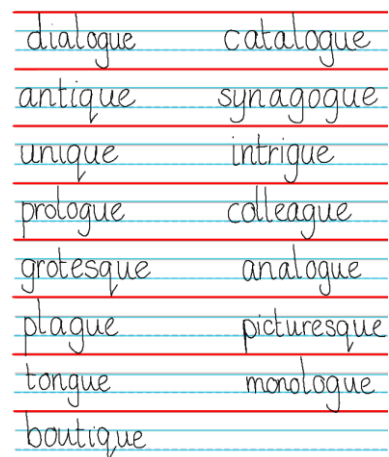 dialogue catalogue
antique synagogue
unique intrigue
prologue colleague
grotesque analogue
plague picturesque
tongue monologue
boutique